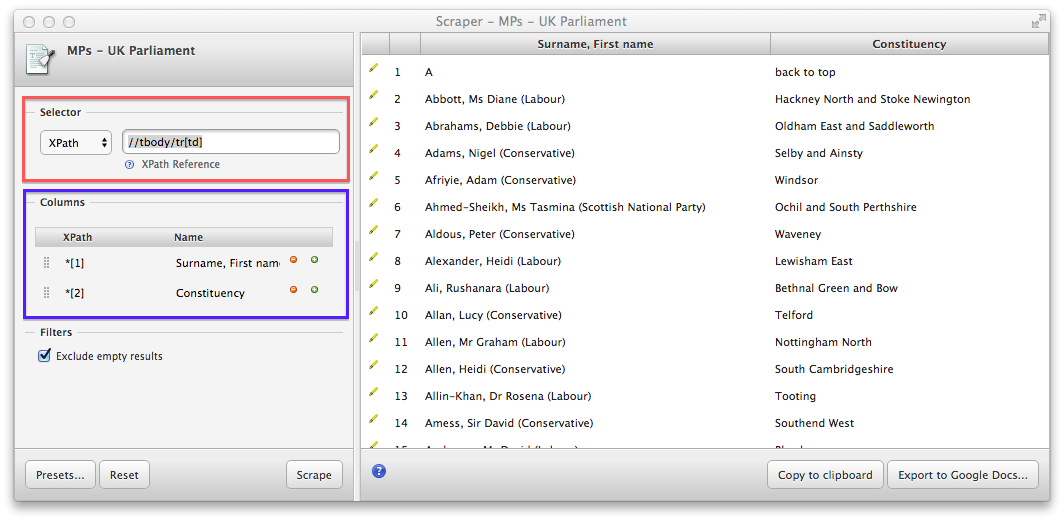 Scraper – MPs – UK Parliament
MPs – UK Parliament
Selector
XPath //tbody/tr[td]
? XPath Reference
Columns
XPath Name
*[1] Surname, First nam
*[2] Constituency
Filters
Exclude empty results
Presets... Reset Scrape
Surname, First name Constituency
1 A back to top
2 Abbott, Ms Diane (Labour) Hackney North and Stoke Newington
3 Abrahams, Debbie (Labour) Oldham East and Saddleworth
4 Adams, Nigel (Conservative) Selby and Ainsty
5 Afriyie, Adam (Conservative) Windsor
6 Ahmed-Sheikh, Ms Tasmina (Scottish National Party) Ochil and South Perthshire
7 Aldous, Peter (Conservative) Waveney
8 Alexander, Heidi (Labour) Lewisham East
9 Ali, Rushanara (Labour) Bethnal Green and Bow
10 Allan, Lucy (Conservative) Telford
11 Allen, Mr Graham (Labour) Nottingham North
12 Allen, Heidi (Conservative) South Cambridgeshire
13 Allin-Khan, Dr Rosena (Labour) Tooting
14 Amess, Sir David (Conservative) Southend West
? Copy to clipboard Export to Google Docs...